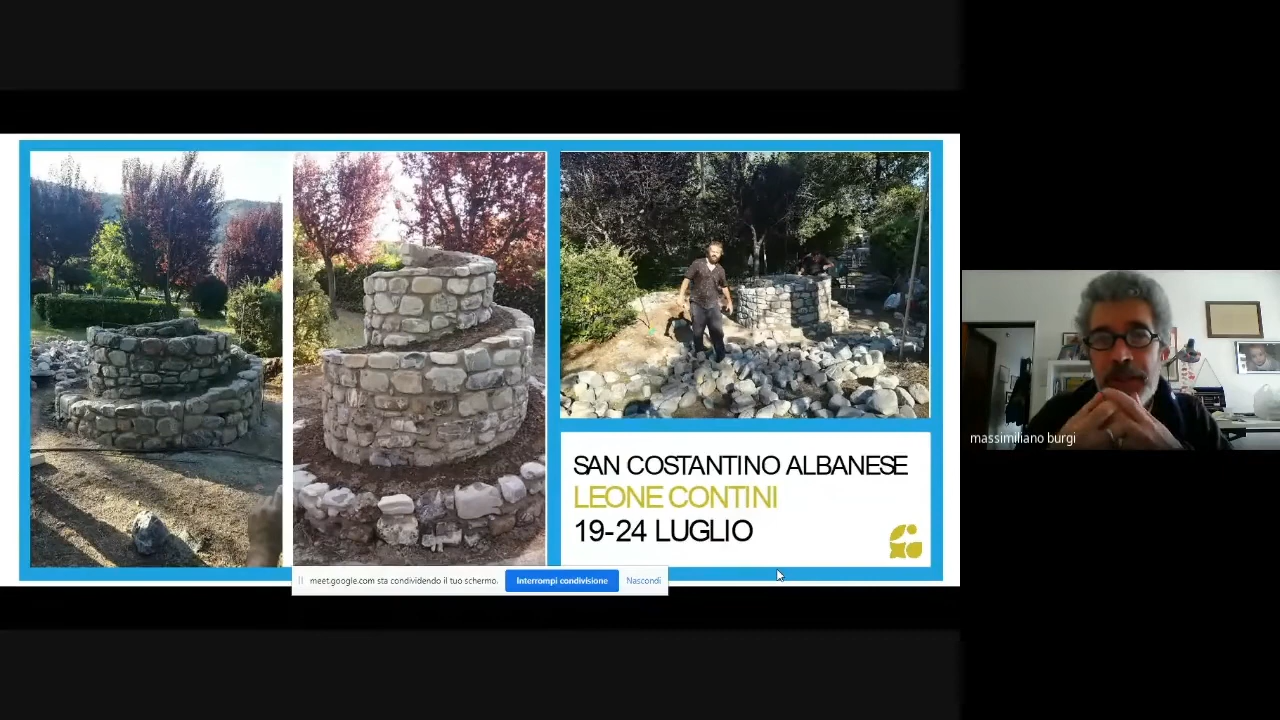 SAN COSTANTINO ALBANESE
LEONE CONTINI
19-24 LUGLIO
meet.google.com sta condividendo il tuo schermo.
Interrompi condivisione
Nascondi
massimiliano burgi